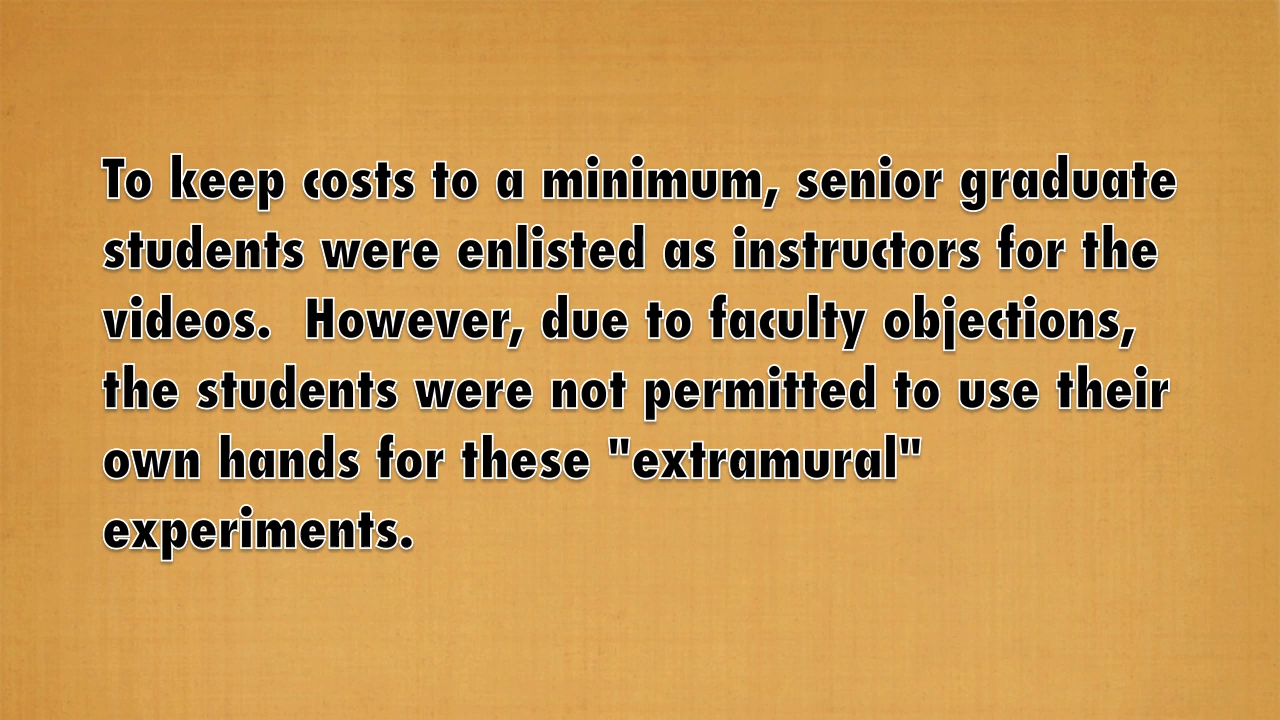 To keep costs to a minimum, senior graduate
students were enlisted as instructors for the
videos.  However, due to faculty objections,
the students were not permitted to use their
own hands for these "extramural"
experiments.